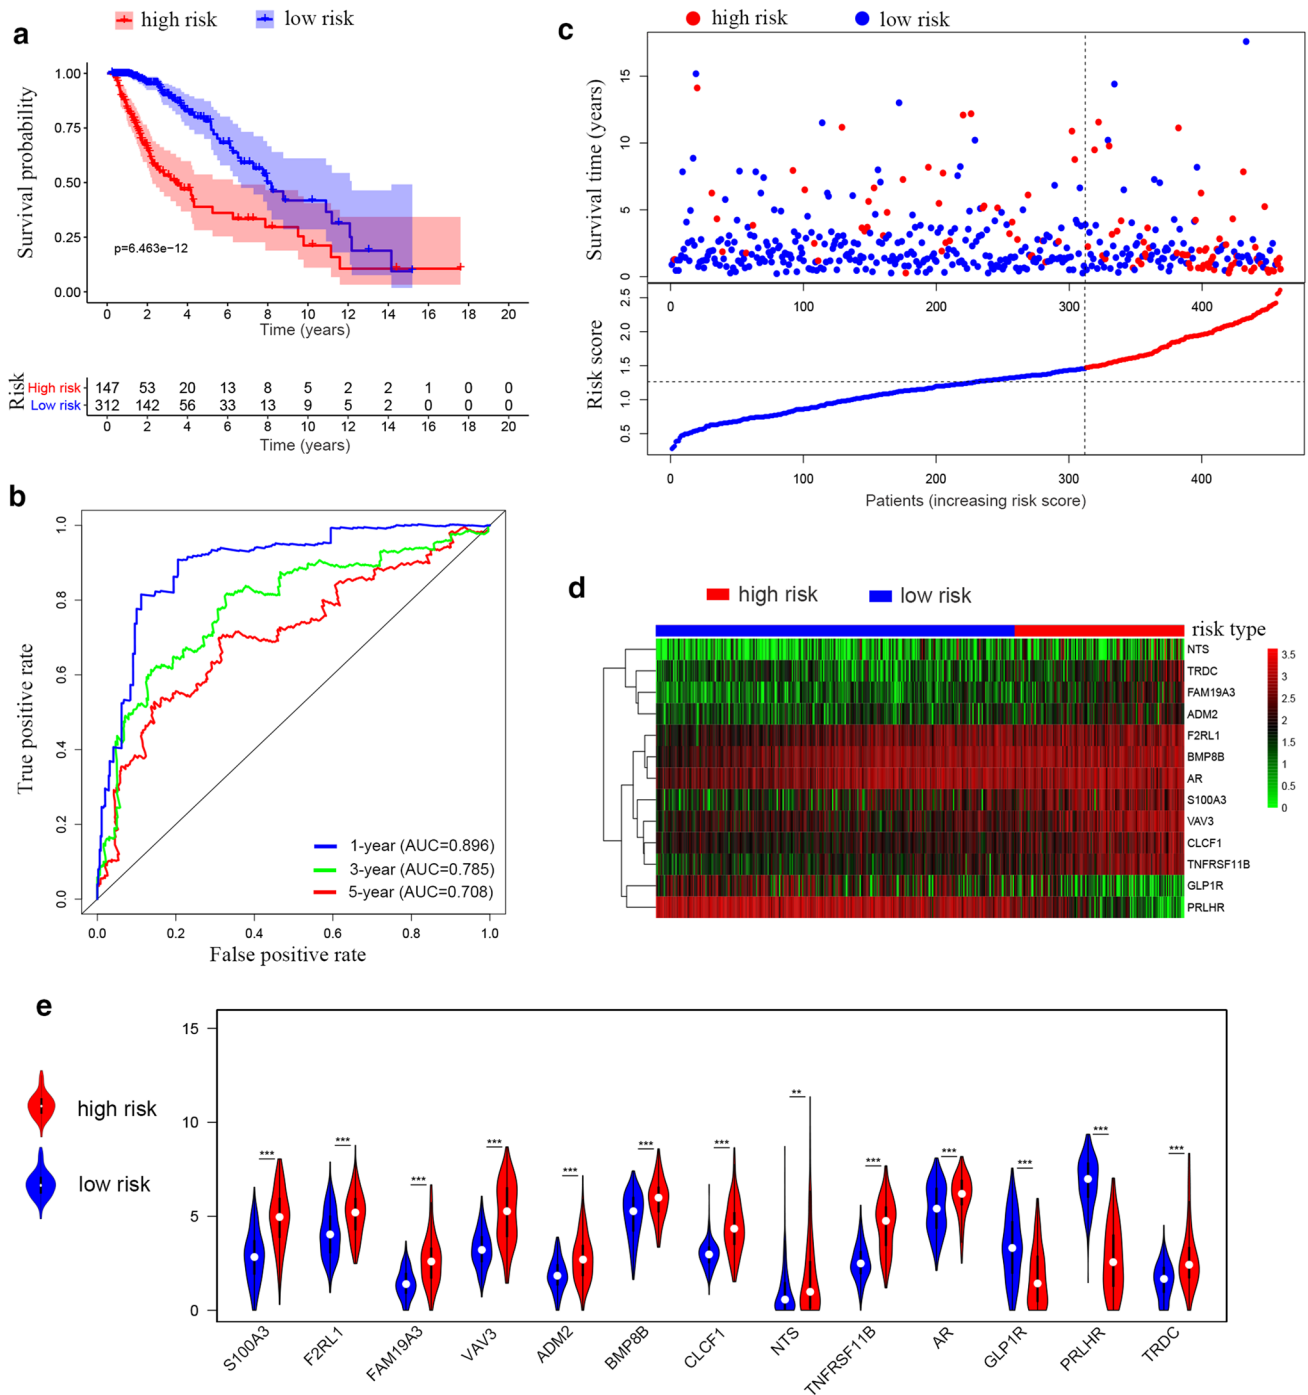 a
high risk
low risk
Survival probability
1.00
0.75
0.50
0.25
0.00
p=6.463e−12
0 2 4 6 8 10 12 14 16 18 20
Time (years)
Risk
High risk 147 53 20 13 8 5 2 2 1 0 0
Low risk 312 142 56 33 13 9 5 2 0 0 0
0 2 4 6 8 10 12 14 16 18 20
Time (years)
b
True positive rate
1.0
0.8
0.6
0.4
0.2
0.0
1-year (AUC=0.896)
3-year (AUC=0.785)
5-year (AUC=0.708)
0.0 0.2 0.4 0.6 0.8 1.0
False positive rate
c
high risk
low risk
Survival time (years)
15
10
5
0
0 100 200 300 400
Risk score
2.5
2.0
1.5
1.0
0.5
0 100 200 300 400
Patients (increasing risk score)
d
high risk
low risk
risk type
NTS
TRDC
FAM19A3
ADM2
F2RL1
BMP8B
AR
S100A3
VAV3
CLCF1
TNFRSF11B
GLP1R
PRLHR
3.5
3
2.5
2
1.5
1
0.5
0
e
high risk
low risk
15
10
5
0
*** *** *** *** *** *** *** ** *** *** *** *** ***
S100A3 F2RL1 FAM19A3 VAV3 ADM2 BMP8B CLCF1 NTS TNFRSF11B AR GLP1R PRLHR TRDC